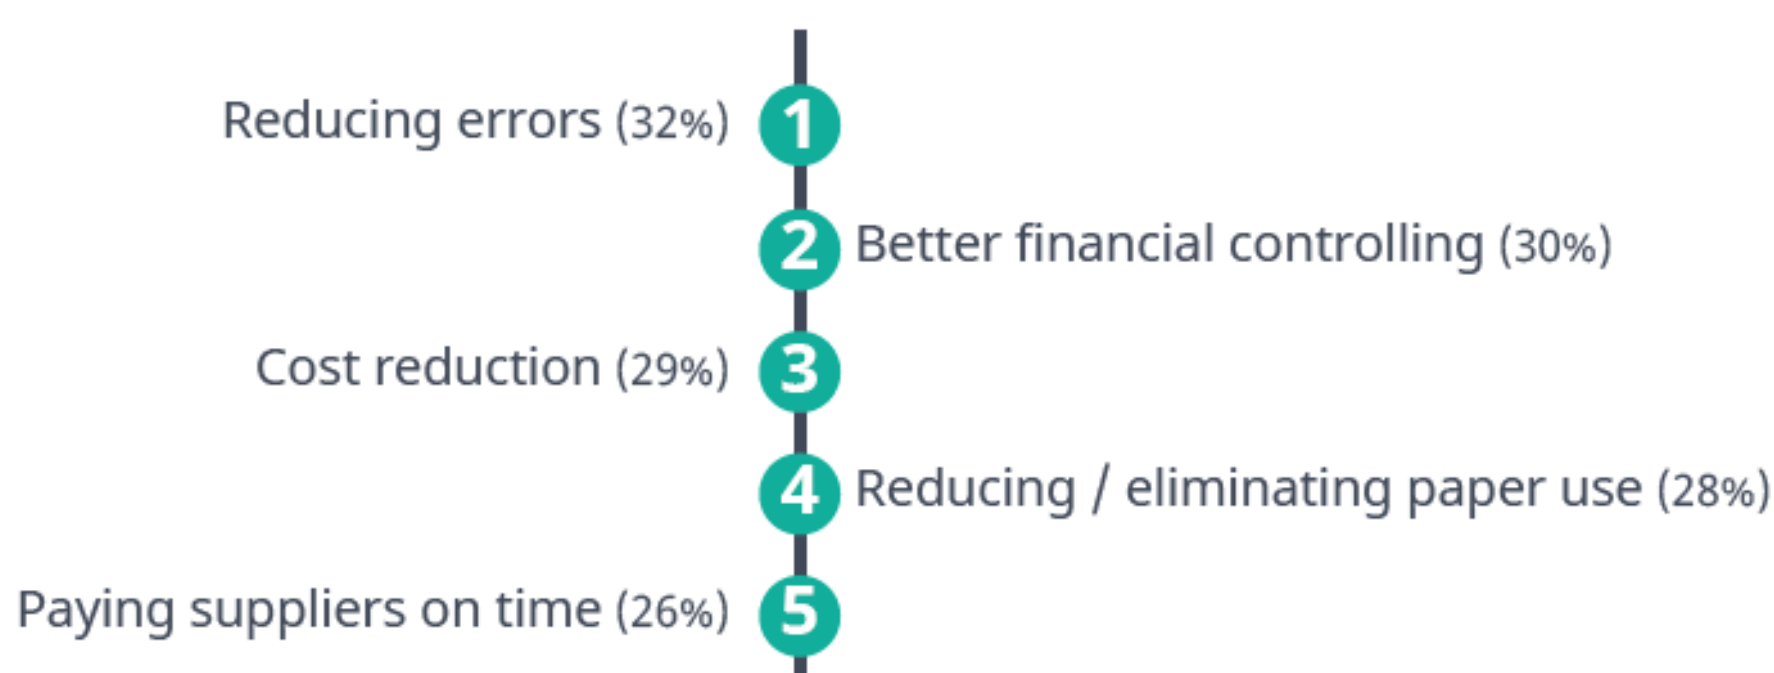 Reducing errors (32%) 1
2 Better financial controlling (30%)
Cost reduction (29%) 3
4 Reducing / eliminating paper use (28%)
Paying suppliers on time (26%) 5